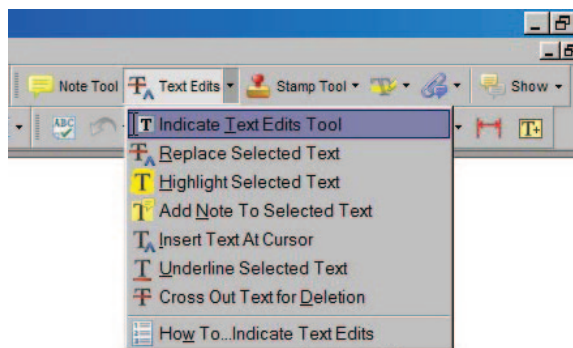 Note Tool Text Edits Stamp Tool Show
ABC T Indicate Text Edits Tool T+
Replace Selected Text
Highlight Selected Text
Add Note To Selected Text
Insert Text At Cursor
Underline Selected Text
Cross Out Text for Deletion
How To...Indicate Text Edits